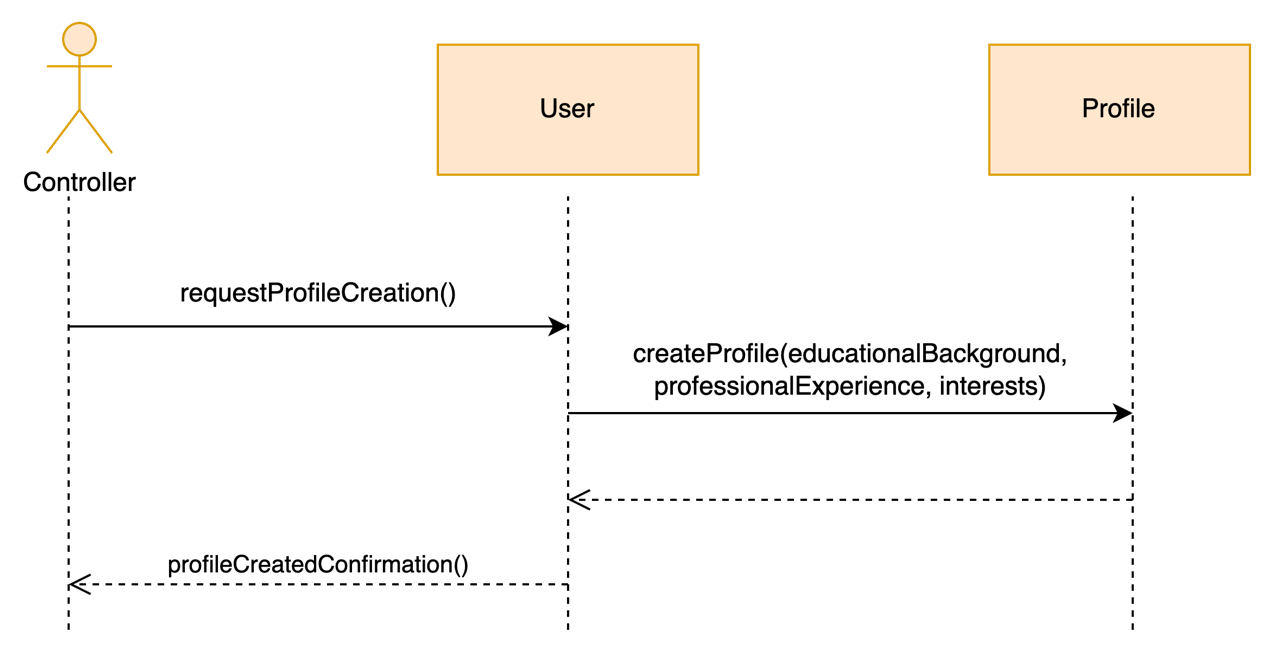 User
Profile
Controller
requestProfileCreation()
createProfile(educationalBackground,
professionalExperience, interests)
profileCreatedConfirmation()